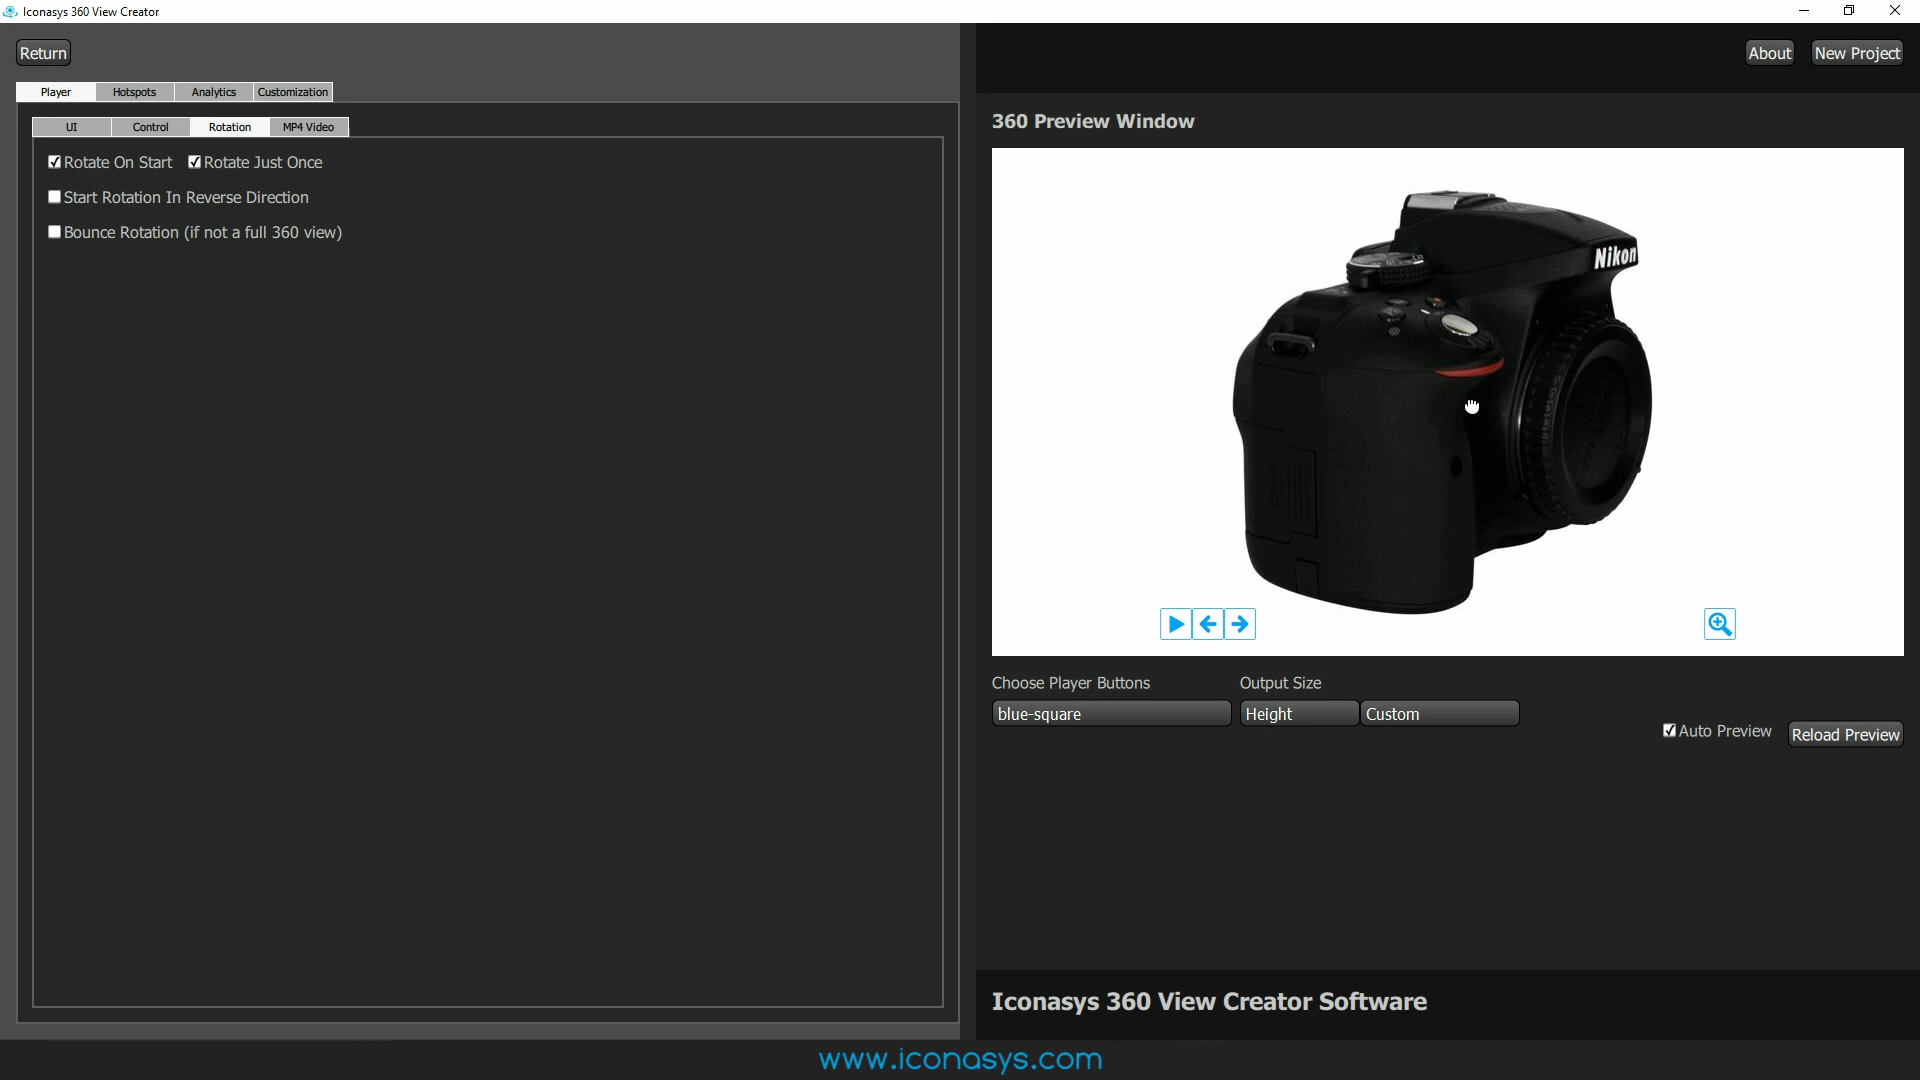 Iconasys 360 View Creator
Return
About
New Project
Player
Hotspots
Analytics
Customization
UI
Control
Rotation
MP4 Video
Rotate On Start
Rotate Just Once
Start Rotation In Reverse Direction
Bounce Rotation (if not a full 360 view)
360 Preview Window
Nikon
Choose Player Buttons
Output Size
blue-square
Height
Custom
Auto Preview
Reload Preview
Iconasys 360 View Creator Software
www.iconasys.com